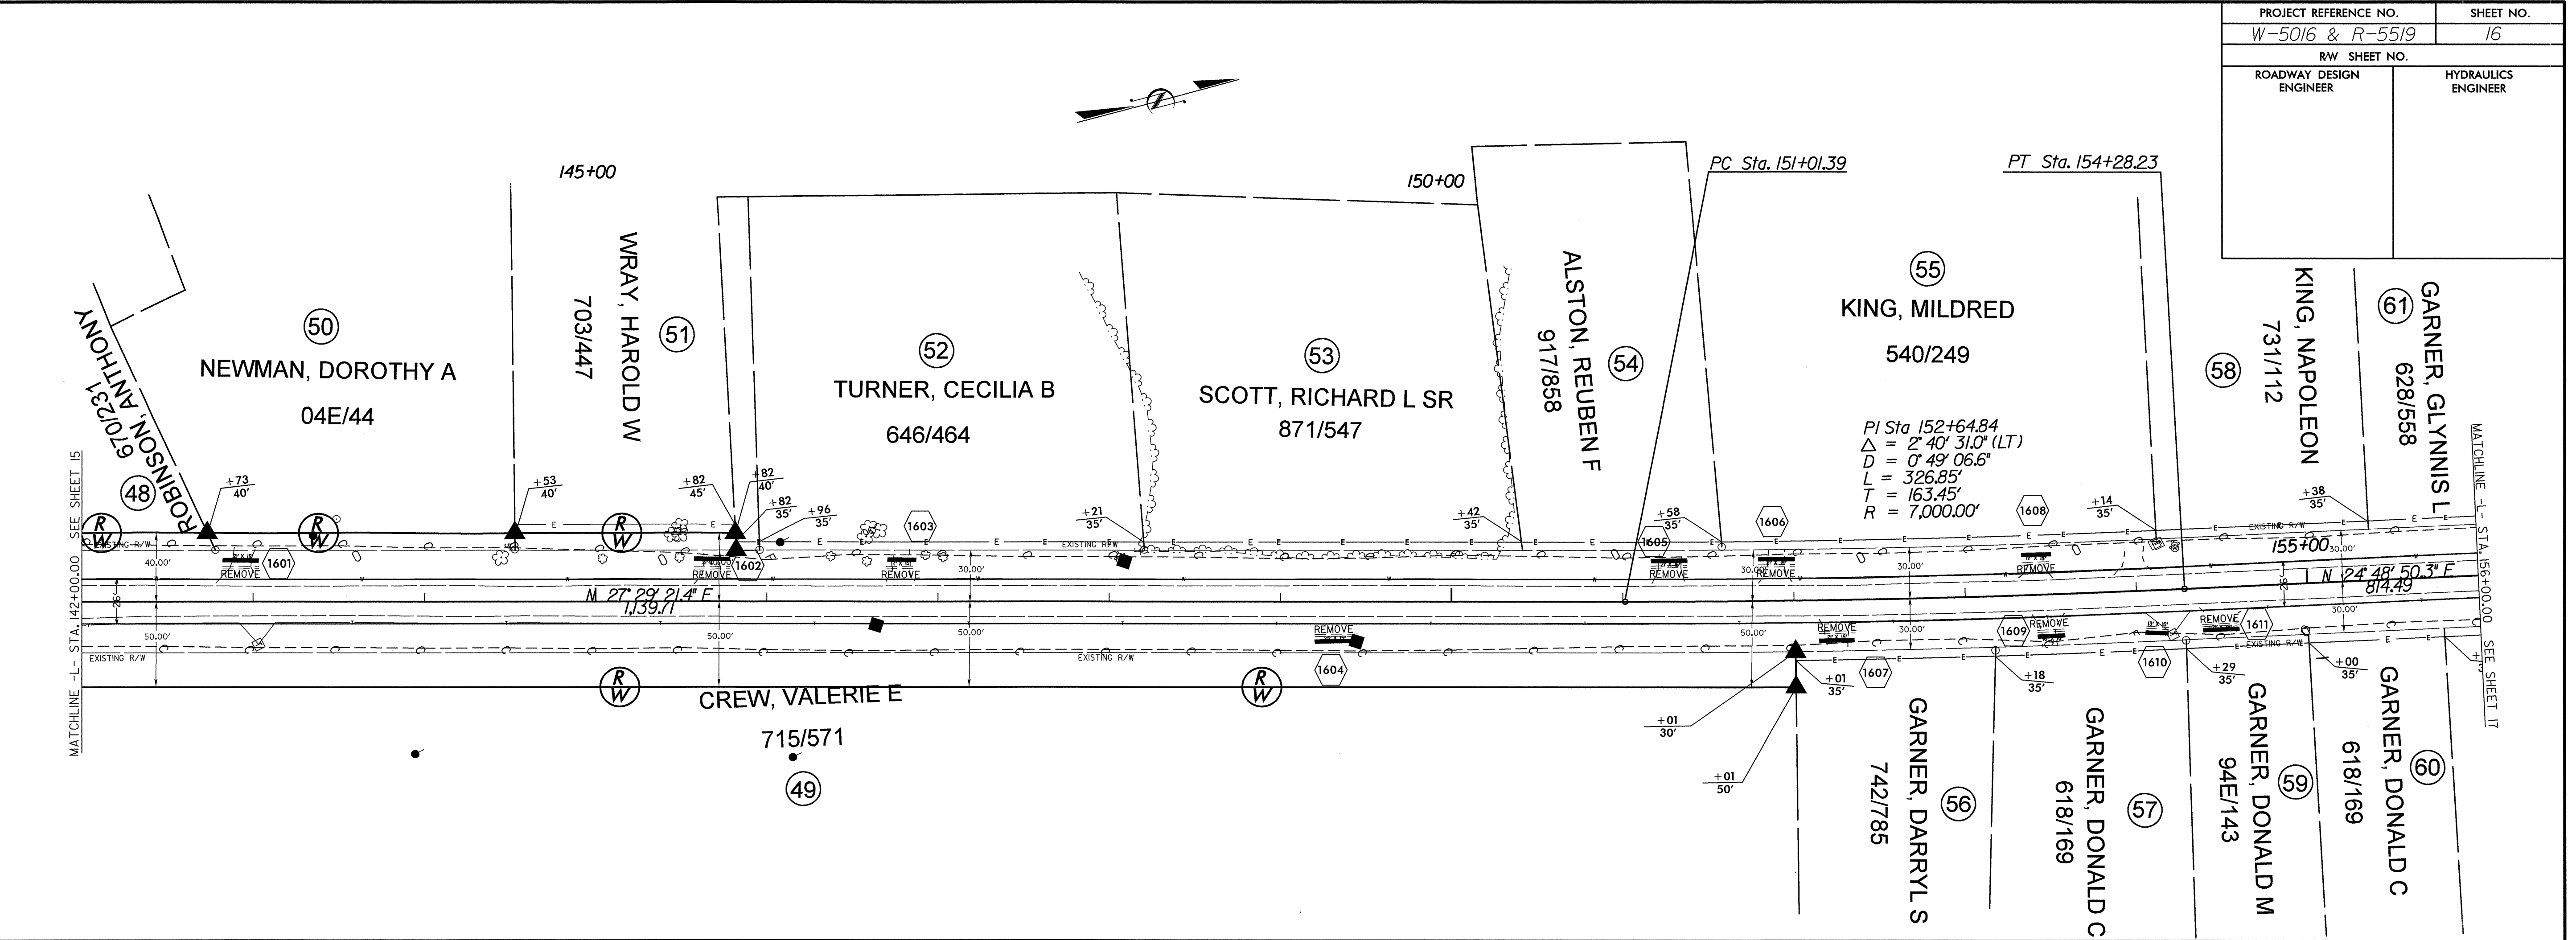 PROJECT REFERENCE NO.
SHEET NO.
W-5016 & R-5519
16
R/W SHEET NO.
ROADWAY DESIGN
ENGINEER
HYDRAULICS
ENGINEER
145+00
150+00
PC Sta. 151+01.39
PT Sta. 154+28.23
155+00
MATCHLINE -L- STA. 142+00.00 SEE SHEET 15
ROBINSON, ANTHONY
670/231
48
50
NEWMAN, DOROTHY A
04E/44
WRAY, HAROLD W
703/447
51
52
TURNER, CECILIA B
646/464
53
SCOTT, RICHARD L SR
871/547
ALSTON, REUBEN F
917/858
54
55
KING, MILDRED
540/249
PI Sta 152+64.84
Δ = 2° 40' 31.0" (LT)
D = 0° 49' 06.6"
L = 326.85'
T = 163.45'
R = 7,000.00'
58
KING, NAPOLEON
731/112
61
GARNER, GLYNNIS L
628/558
MATCHLINE -L- STA. 156+00.00 SEE SHEET 17
+73
40'
+53
40'
+82
45'
+82
40'
+82
35'
+96
35'
+21
35'
+42
35'
+58
35'
+14
35'
+38
35'
R/W
R/W
R/W
EXISTING R/W
EXISTING R/W
EXISTING R/W
1601
1602
1603
1605
1606
1608
REMOVE
REMOVE
REMOVE
REMOVE
REMOVE
REMOVE
40.00'
30.00'
30.00'
30.00'
30.00'
26'
26'
N 27° 29' 21.4" E
1,139.71
N 24° 48' 50.3" E
814.49
50.00'
50.00'
50.00'
50.00'
30.00'
30.00'
REMOVE
REMOVE
REMOVE
REMOVE
1604
1607
1609
1610
1611
EXISTING R/W
EXISTING R/W
EXISTING R/W
R/W
R/W
CREW, VALERIE E
715/571
49
+01
30'
+01
35'
+01
50'
+18
35'
+29
35'
+00
35'
GARNER, DARRYL S
742/785
56
GARNER, DONALD C
618/169
57
GARNER, DONALD M
94E/143
59
GARNER, DONALD C
618/169
60